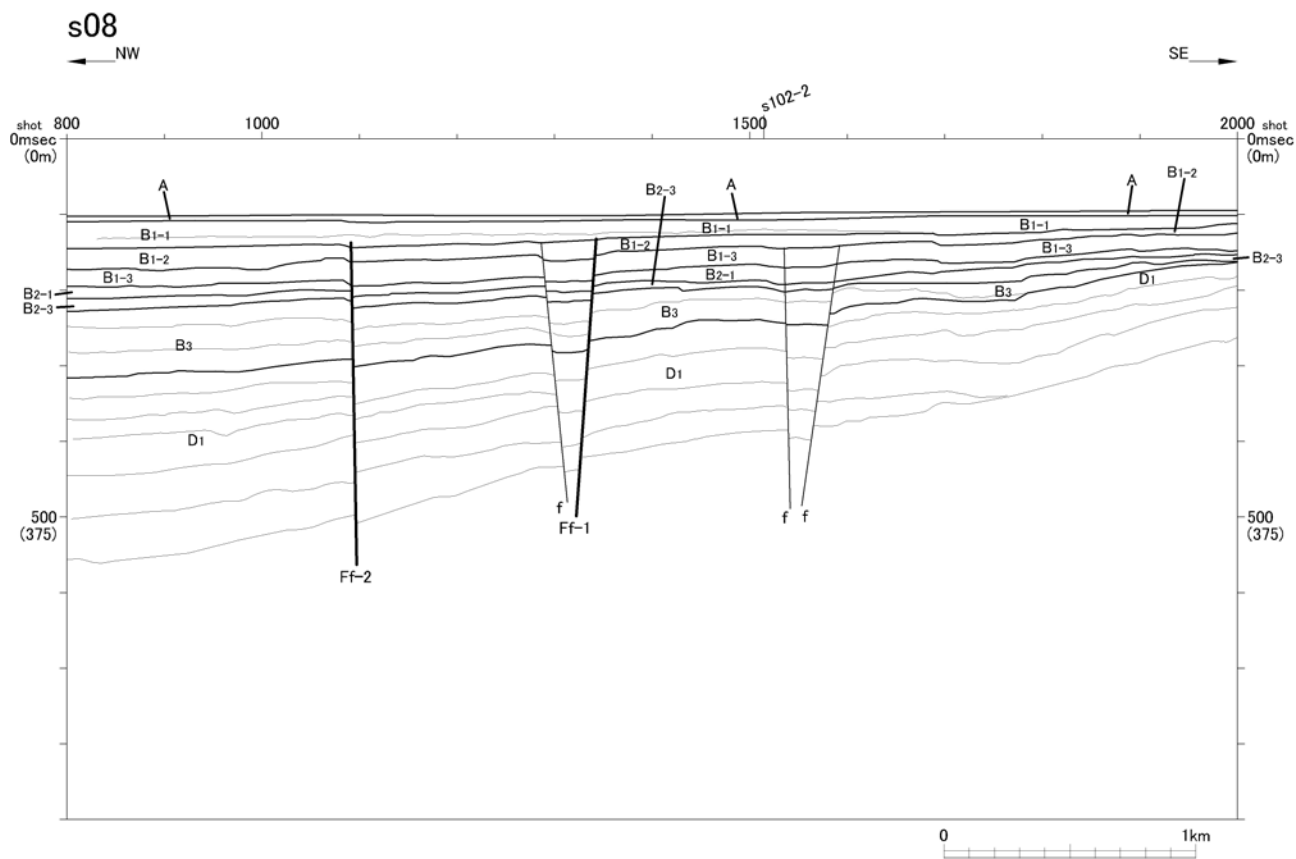 s08
NW SE
s102-2
shot 800 1000 1500 2000 shot
0msec 0msec
(0m) (0m)
A B2-3 A A B1-2
B1-1 B1-1 B1-1
B1-2 B1-2 B1-3 B1-3 B2-3
B1-3 B2-1 D1
B2-1 B3
B2-3 B3
B3
D1
D1
f
f f
500 Ff-1 500
(375) (375)
Ff-2
0 1km